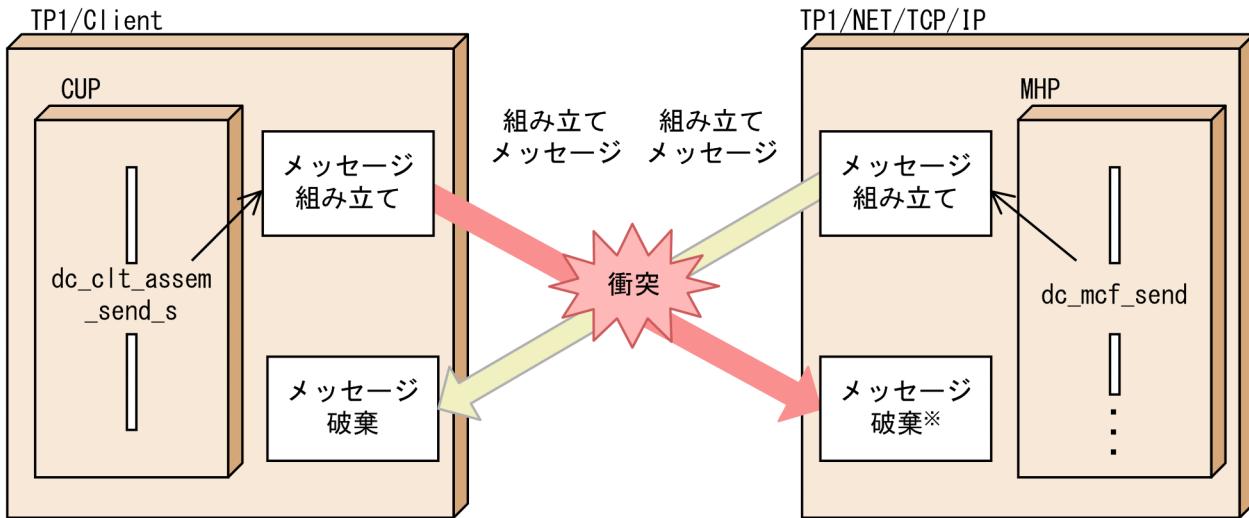 TP1/Client
TP1/NET/TCP/IP
CUP
MHP
組み立て
メッセージ
組み立て
メッセージ
メッセージ
組み立て
メッセージ
組み立て
dc_clt_assem
_send_s
衝突
dc_mcf_send
メッセージ
破棄
メッセージ
破棄※